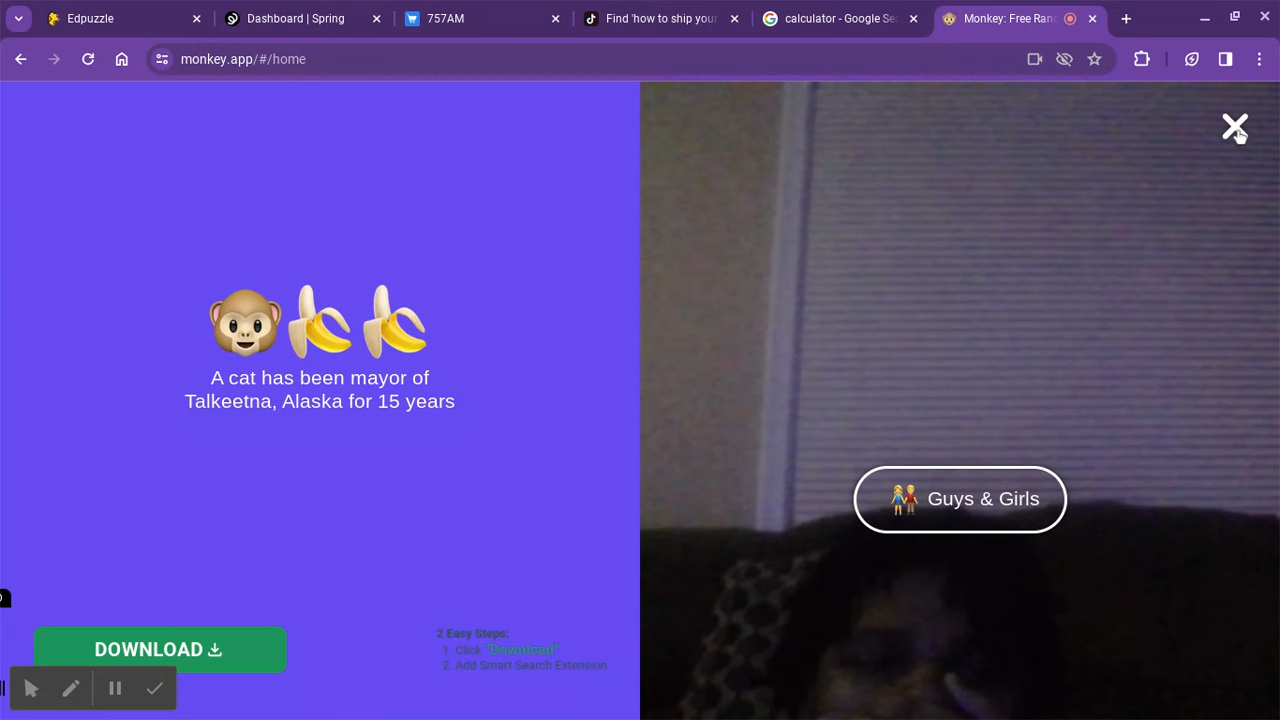 Edpuzzle
Dashboard | Spring
757AM
Find 'how to ship your
calculator - Google Se
Monkey: Free Ran
monkey.app/#/home
A cat has been mayor of
Talkeetna, Alaska for 15 years
Guys & Girls
DOWNLOAD
2 Easy Steps:
1. Click "Download"
2. Add Smart Search Extension